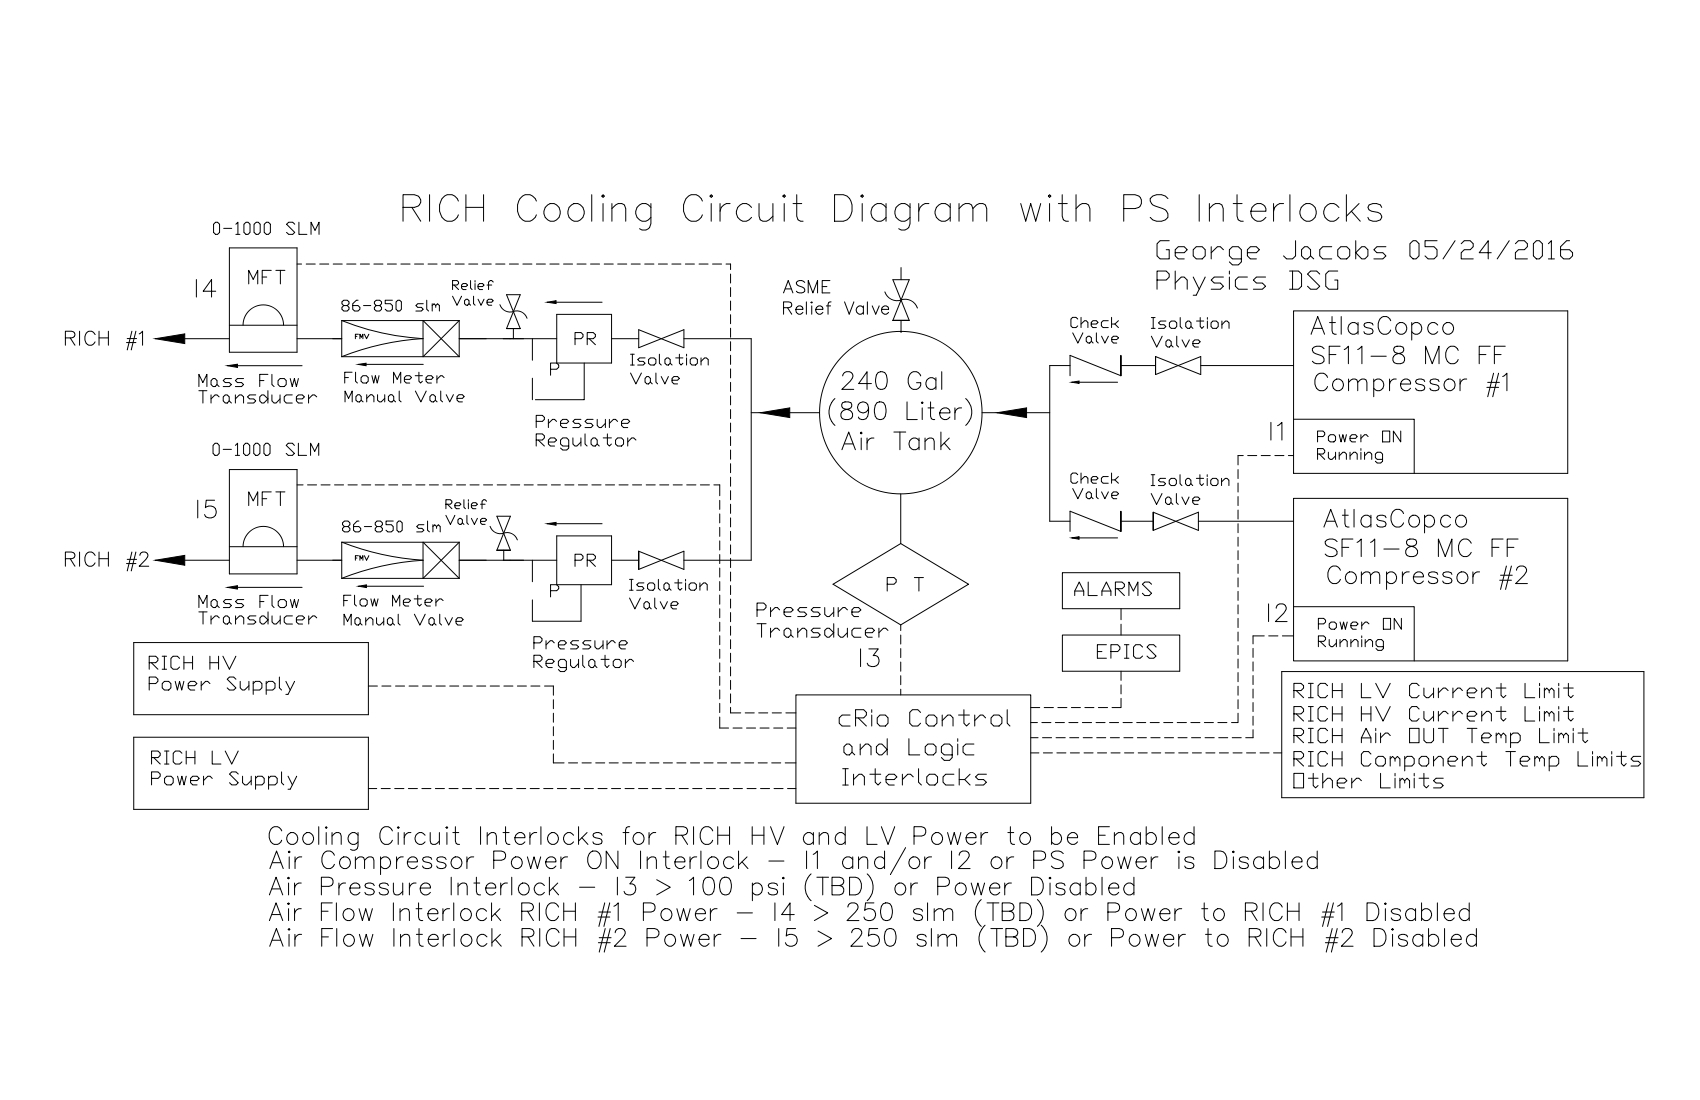 RICH Cooling Circuit Diagram with PS Interlocks
George Jacobs 05/24/2016
Physics DSG
0-1000 SLM
MFT
I4
RICH #1
Mass Flow
Transducer
86-850 slm
FMV
Flow Meter
Manual Valve
Relief
Valve
PR
P
Pressure
Regulator
Isolation
Valve
ASME
Relief Valve
240 Gal
(890 Liter)
Air Tank
Check
Valve
Isolation
Valve
AtlasCopco
SF11-8 MC FF
Compressor #1
I1
Power ON
Running
0-1000 SLM
MFT
I5
RICH #2
Mass Flow
Transducer
86-850 slm
FMV
Flow Meter
Manual Valve
Relief
Valve
PR
P
Pressure
Regulator
Isolation
Valve
P T
Pressure
Transducer
I3
Check
Valve
Isolation
Valve
AtlasCopco
SF11-8 MC FF
Compressor #2
I2
Power ON
Running
ALARMS
EPICS
RICH HV
Power Supply
RICH LV
Power Supply
cRio Control
and Logic
Interlocks
RICH LV Current Limit
RICH HV Current Limit
RICH Air OUT Temp Limit
RICH Component Temp Limits
Other Limits
Cooling Circuit Interlocks for RICH HV and LV Power to be Enabled
Air Compressor Power ON Interlock - I1 and/or I2 or PS Power is Disabled
Air Pressure Interlock - I3 > 100 psi (TBD) or Power Disabled
Air Flow Interlock RICH #1 Power - I4 > 250 slm (TBD) or Power to RICH #1 Disabled
Air Flow Interlock RICH #2 Power - I5 > 250 slm (TBD) or Power to RICH #2 Disabled